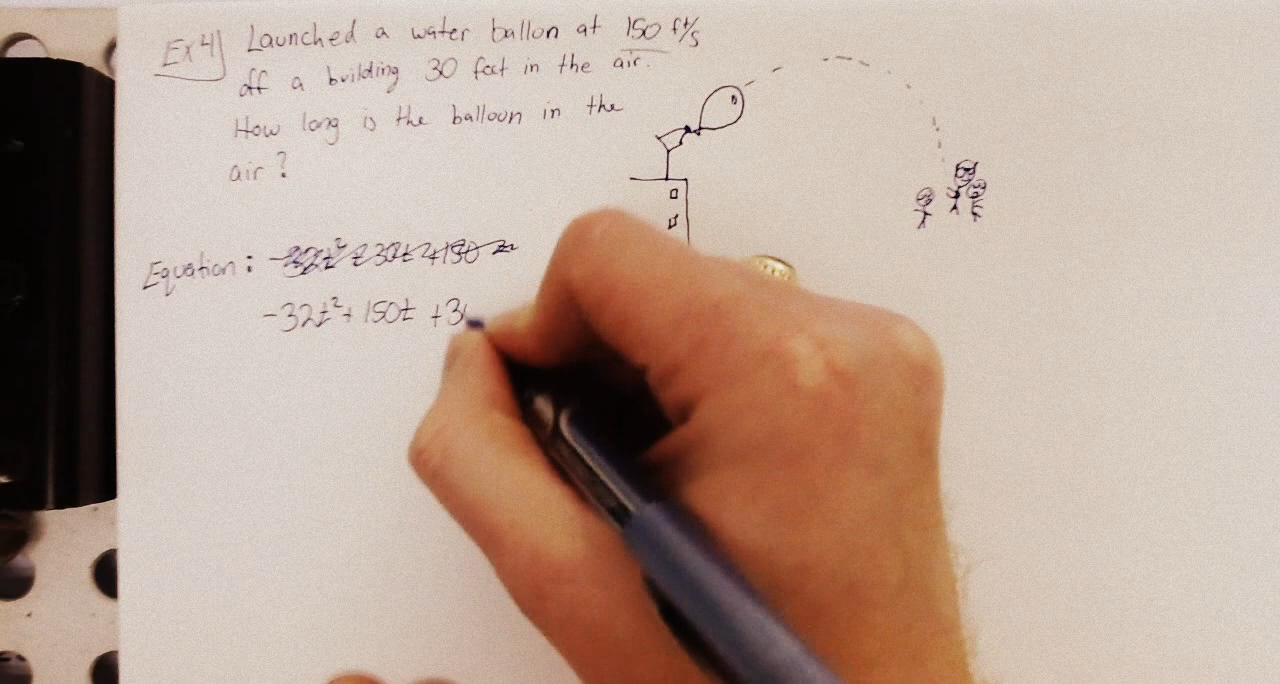 Ex 4) Launched a water ballon at 150 ft/s
off a building 30 feet in the air.
How long is the balloon in the
air?
Equation:
-32t²+ 150t +3